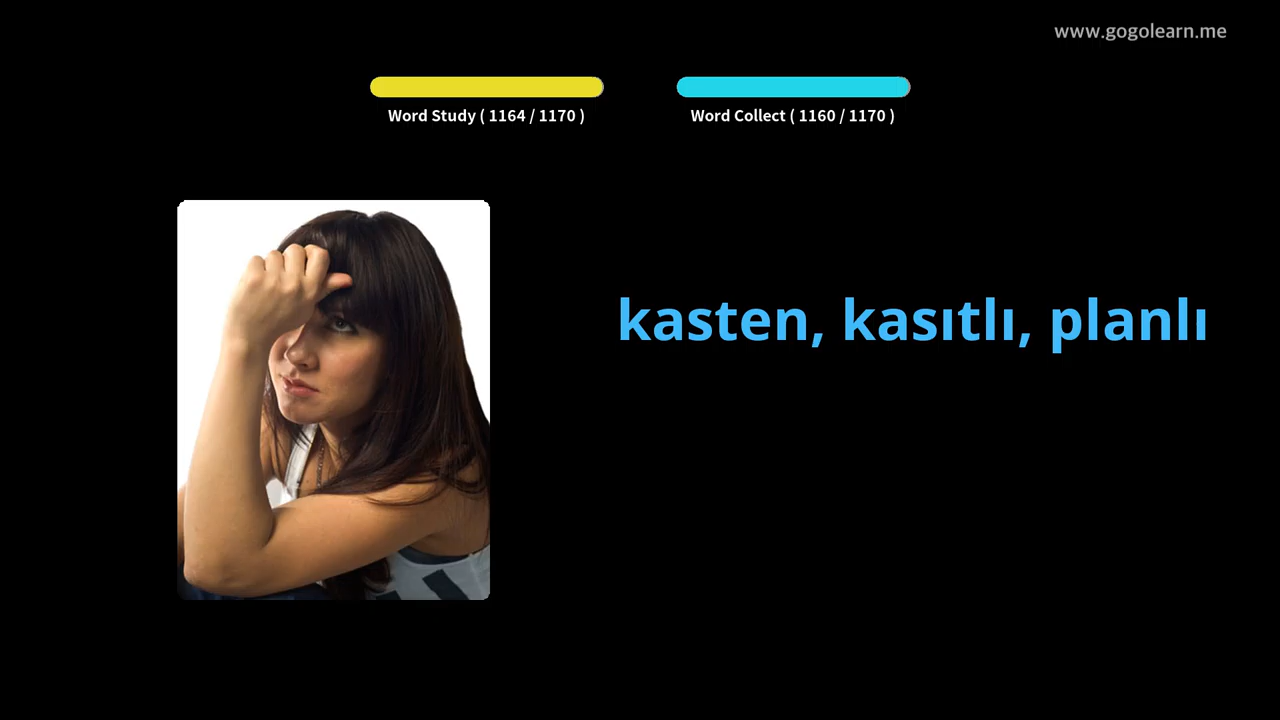 www.gogolearn.me
Word Study ( 1164 / 1170 )
Word Collect ( 1160 / 1170 )
kasten, kasıtlı, planlı